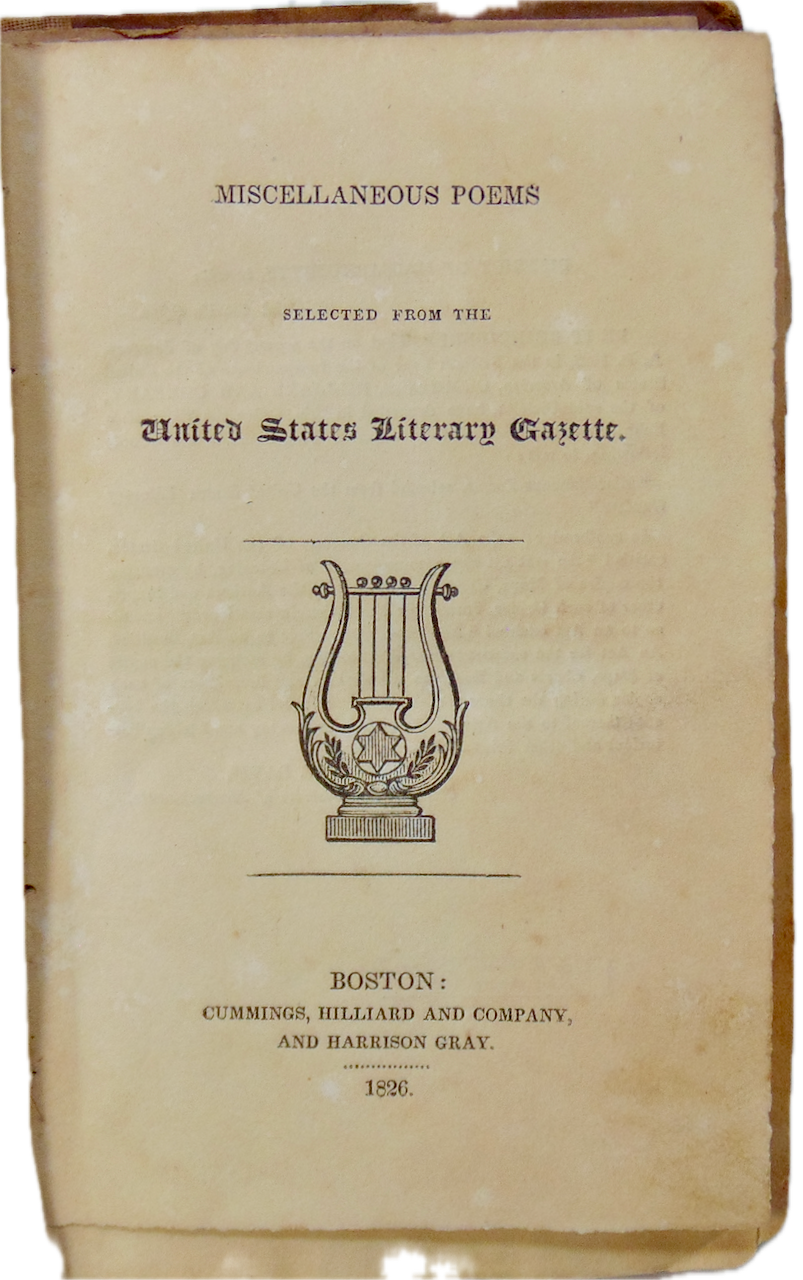 MISCELLANEOUS POEMS
SELECTED FROM THE
United States Literary Gazette.
BOSTON:
CUMMINGS, HILLIARD AND COMPANY,
AND HARRISON GRAY.
1826.